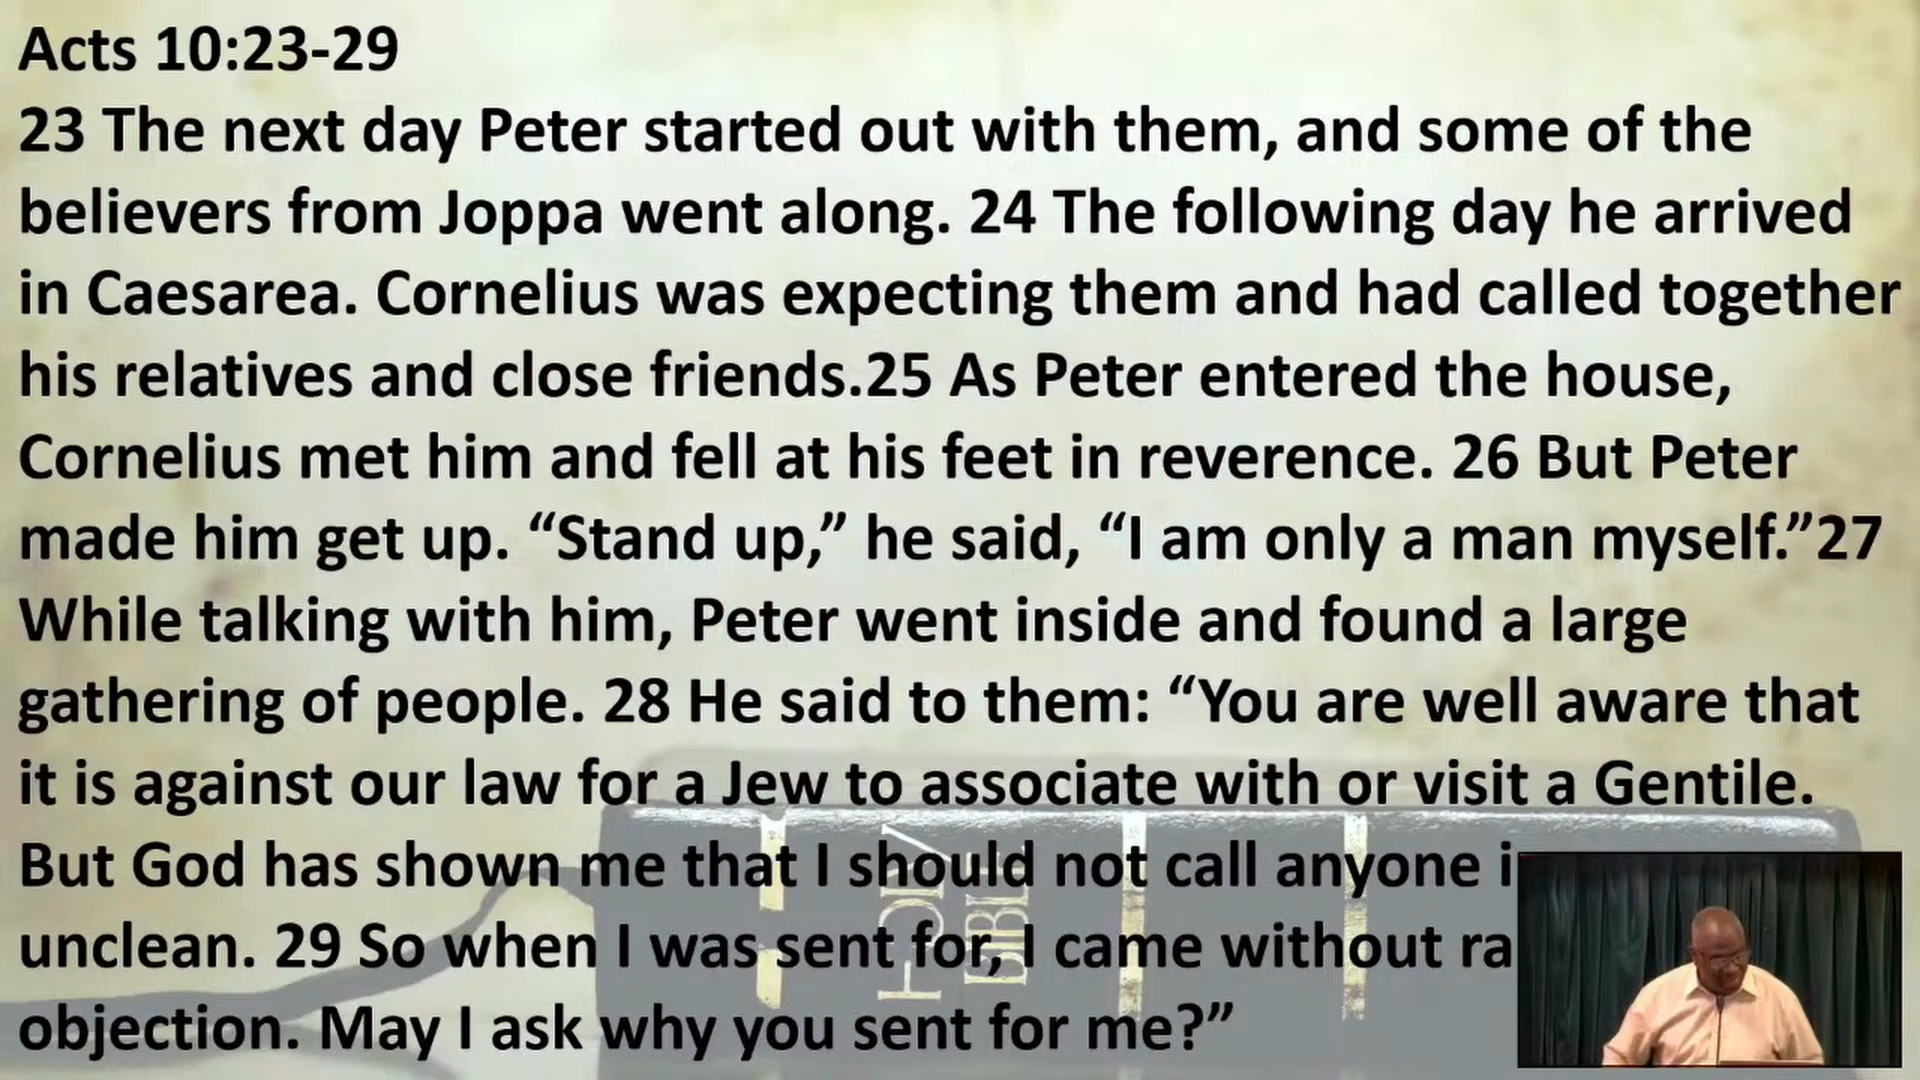 Acts 10:23-29
23 The next day Peter started out with them, and some of the
believers from Joppa went along. 24 The following day he arrived
in Caesarea. Cornelius was expecting them and had called together
his relatives and close friends.25 As Peter entered the house,
Cornelius met him and fell at his feet in reverence. 26 But Peter
made him get up. “Stand up,” he said, “I am only a man myself.”27
While talking with him, Peter went inside and found a large
gathering of people. 28 He said to them: “You are well aware that
it is against our law for a Jew to associate with or visit a Gentile.
But God has shown me that I should not call anyone
unclean. 29 So when I was sent for, I came without
objection. May I ask why you sent for me?”
HOLY
BIBLE